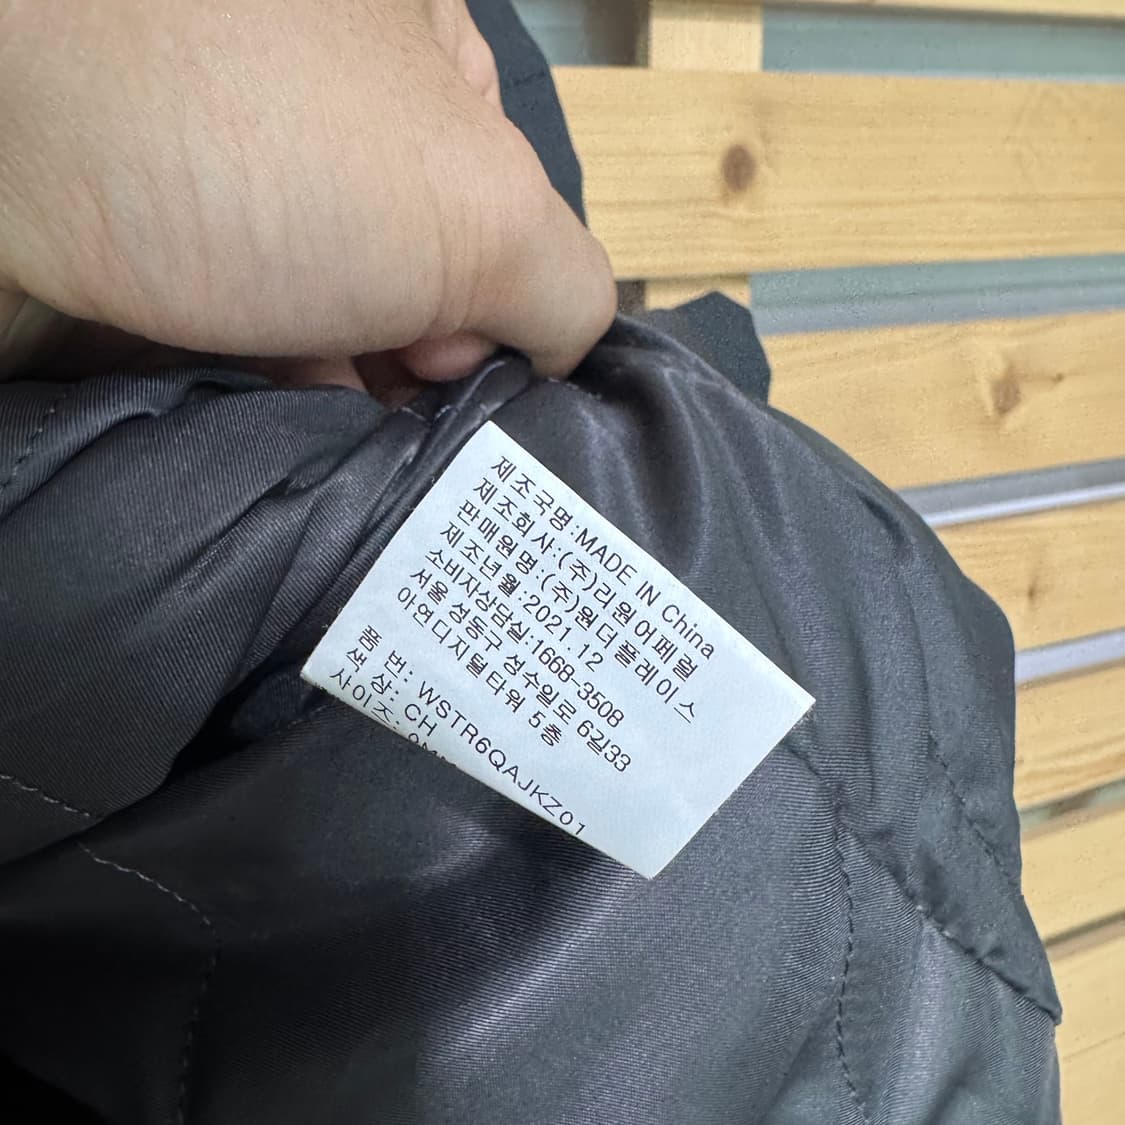 제조국명:MADE IN China
제조회사:(주)리원어패럴
판매원명:(주)원더플레이스
제조년월:2021.12
소비자상담실:1668-3508
서울 성동구 성수일로 6길33
아연디지털타워 5층
품 번: WSTR6QAJKZ01
색 상: CH
사이즈: